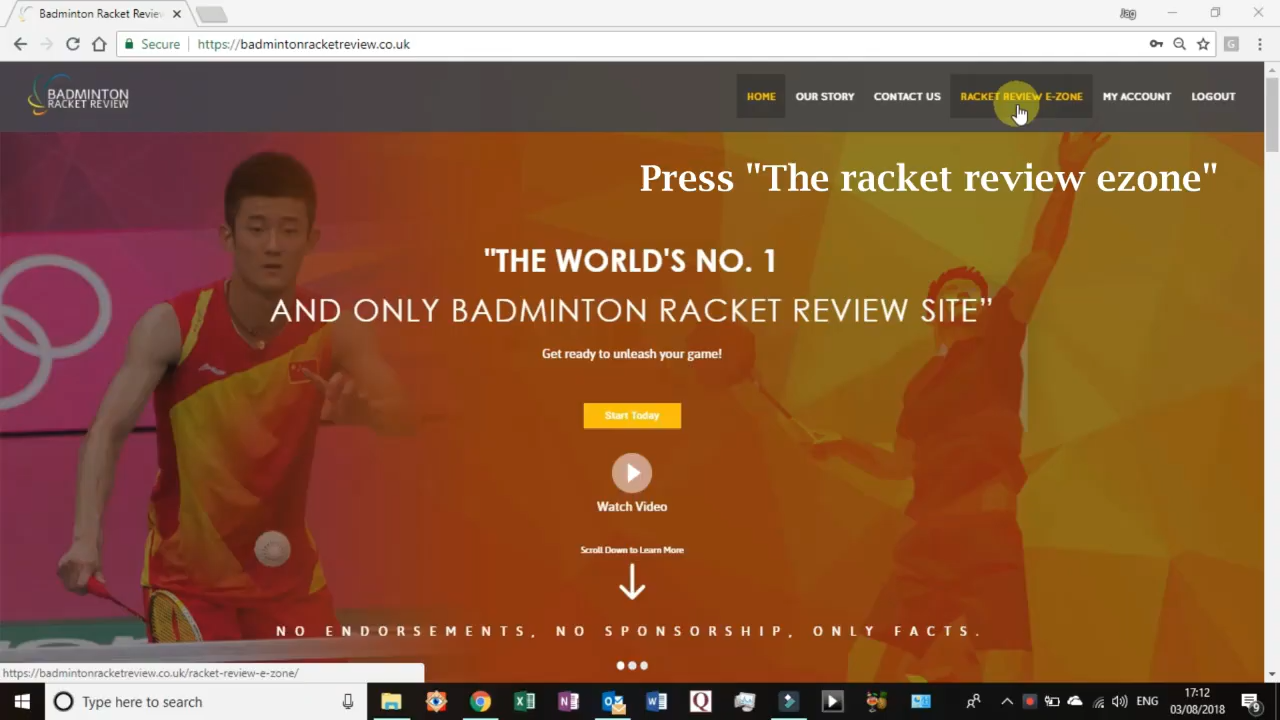 Badminton Racket Review
Jag
Secure
https://badmintonracketreview.co.uk
G
BADMINTON
RACKET REVIEW
HOME
OUR STORY
CONTACT US
RACKET REVIEW E-ZONE
MY ACCOUNT
LOGOUT
Press "The racket review ezone"
"THE WORLD'S NO. 1
AND ONLY BADMINTON RACKET REVIEW SITE”
Get ready to unleash your game!
Start Today
Watch Video
Scroll Down to Learn More
NO ENDORSEMENTS, NO SPONSORSHIP, ONLY FACTS.
https://badmintonracketreview.co.uk/racket-review-e-zone/
Type here to search
ENG
17:12
03/08/2018
9